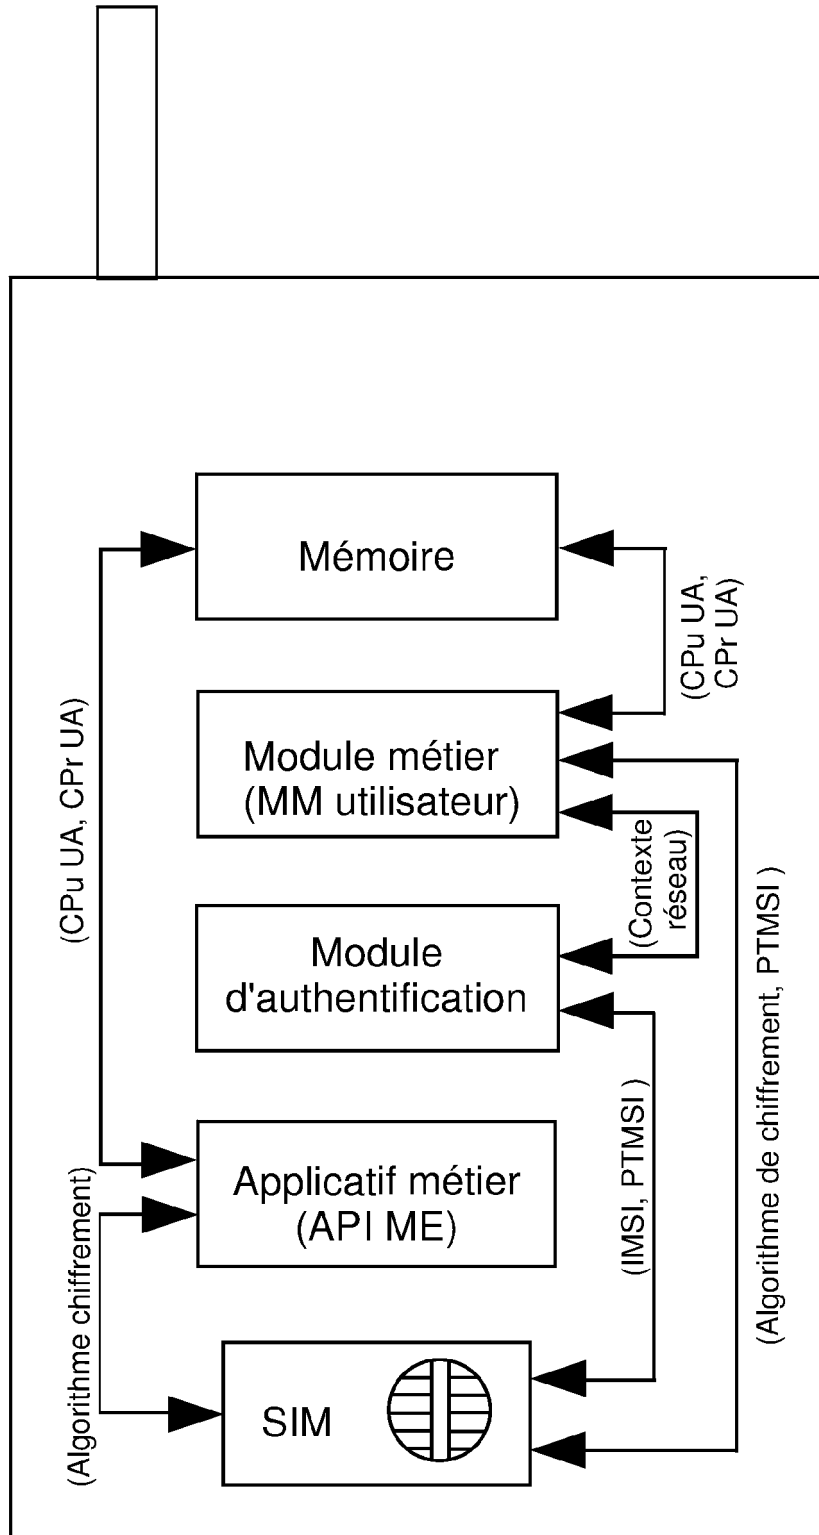 Mémoire
(CPu UA,
CPr UA)
(CPu UA, CPr UA)
Module métier
(MM utilisateur)
(Contexte
réseau)
Module
d'authentification
(Algorithme de chiffrement, PTMSI )
(IMSI, PTMSI )
Applicatif métier
(API ME)
(Algorithme chiffrement)
SIM